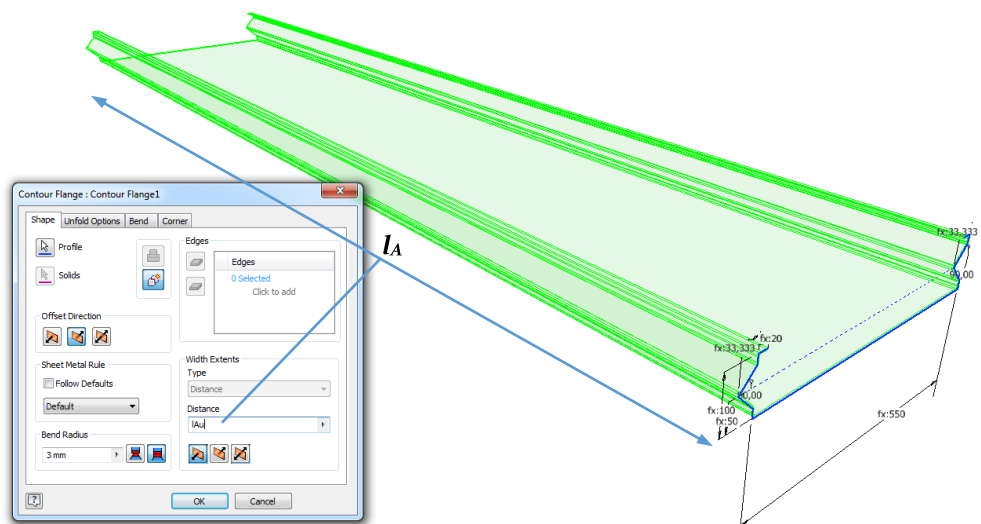 Contour Flange : Contour Flange1
Shape
Unfold Options
Bend
Corner
Profile
Solids
Edges
Edges
0 Selected
Click to add
Offset Direction
Sheet Metal Rule
Follow Defaults
Default
Bend Radius
3 mm
Width Extents
Type
Distance
Distance
lAu
?
OK
Cancel
lA
fx:33,333
90,00
fx:20
fx:33,333
90,00
fx:100
fx:50
fx:550